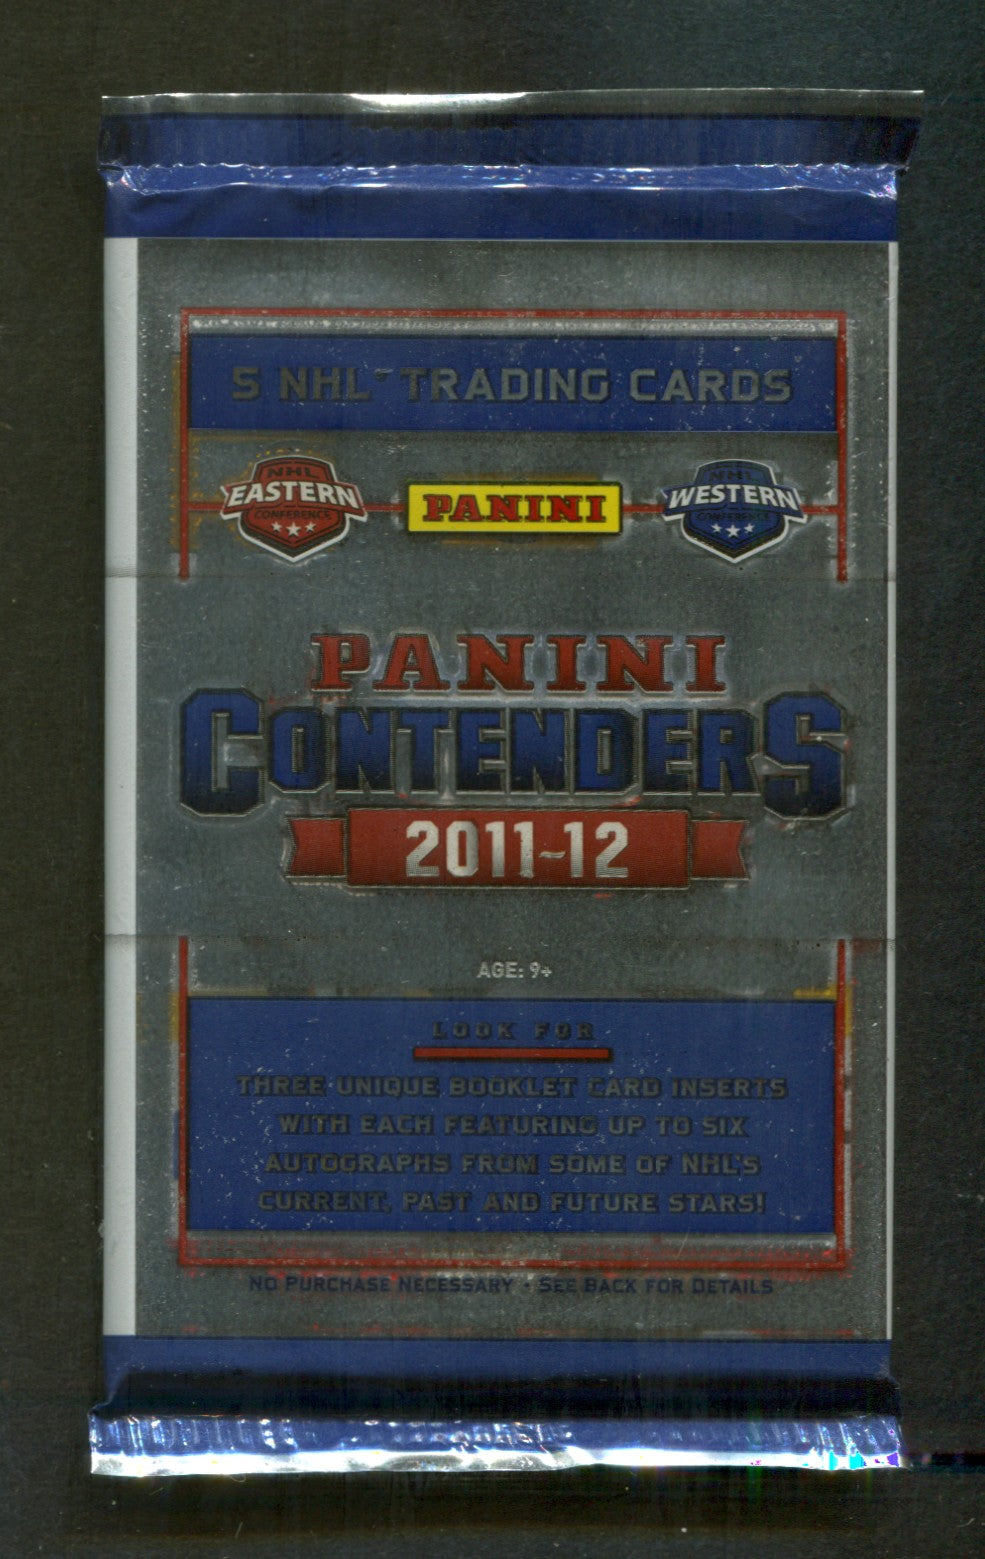 5 NHL™ TRADING CARDS
NHL
EASTERN
CONFERENCE
PANINI
NHL
WESTERN
CONFERENCE
PANINI
CONTENDERS
2011-12
AGE: 9+
LOOK FOR
THREE UNIQUE BOOKLET CARD INSERTS
WITH EACH FEATURING UP TO SIX
AUTOGRAPHS FROM SOME OF NHL'S
CURRENT, PAST AND FUTURE STARS!
NO PURCHASE NECESSARY • SEE BACK FOR DETAILS